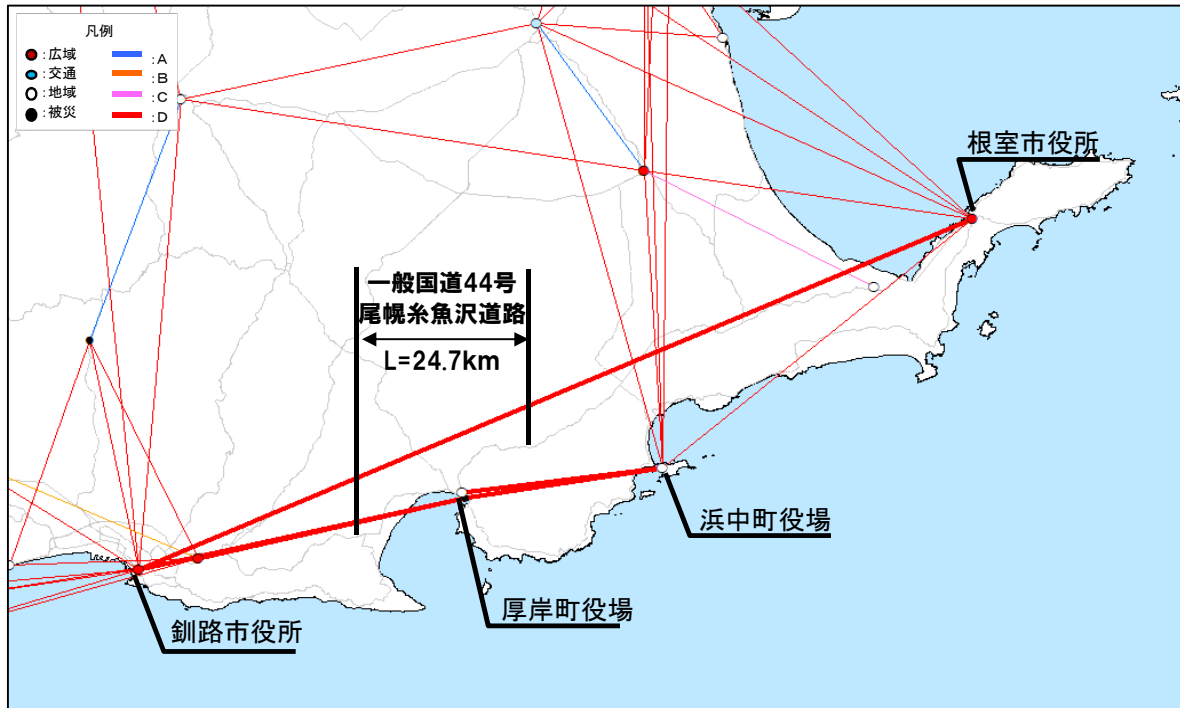 凡例
:広域
:交通
:地域
:被災
:A
:B
:C
:D
根室市役所
一般国道44号
尾幌糸魚沢道路
L=24.7km
浜中町役場
厚岸町役場
釧路市役所